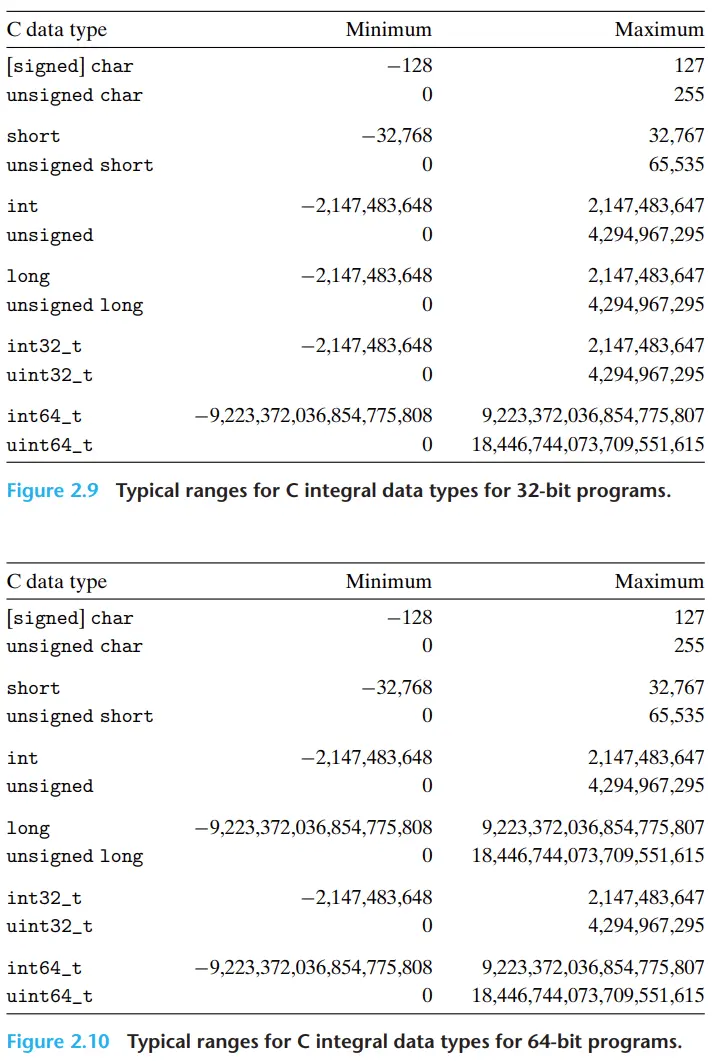 C data type Minimum Maximum
[signed] char −128 127
unsigned char 0 255
short −32,768 32,767
unsigned short 0 65,535
int −2,147,483,648 2,147,483,647
unsigned 0 4,294,967,295
long −2,147,483,648 2,147,483,647
unsigned long 0 4,294,967,295
int32_t −2,147,483,648 2,147,483,647
uint32_t 0 4,294,967,295
int64_t −9,223,372,036,854,775,808 9,223,372,036,854,775,807
uint64_t 0 18,446,744,073,709,551,615
Figure 2.9 Typical ranges for C integral data types for 32-bit programs.
C data type Minimum Maximum
[signed] char −128 127
unsigned char 0 255
short −32,768 32,767
unsigned short 0 65,535
int −2,147,483,648 2,147,483,647
unsigned 0 4,294,967,295
long −9,223,372,036,854,775,808 9,223,372,036,854,775,807
unsigned long 0 18,446,744,073,709,551,615
int32_t −2,147,483,648 2,147,483,647
uint32_t 0 4,294,967,295
int64_t −9,223,372,036,854,775,808 9,223,372,036,854,775,807
uint64_t 0 18,446,744,073,709,551,615
Figure 2.10 Typical ranges for C integral data types for 64-bit programs.